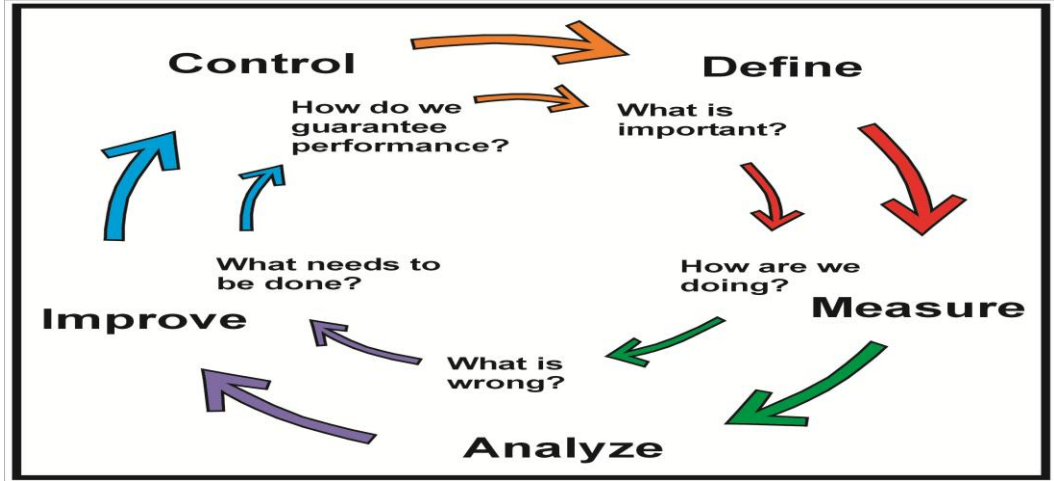 Control
Define
How do we
guarantee
performance?
What is
important?
What needs to
be done?
How are we
doing?
Improve
Measure
What is
wrong?
Analyze